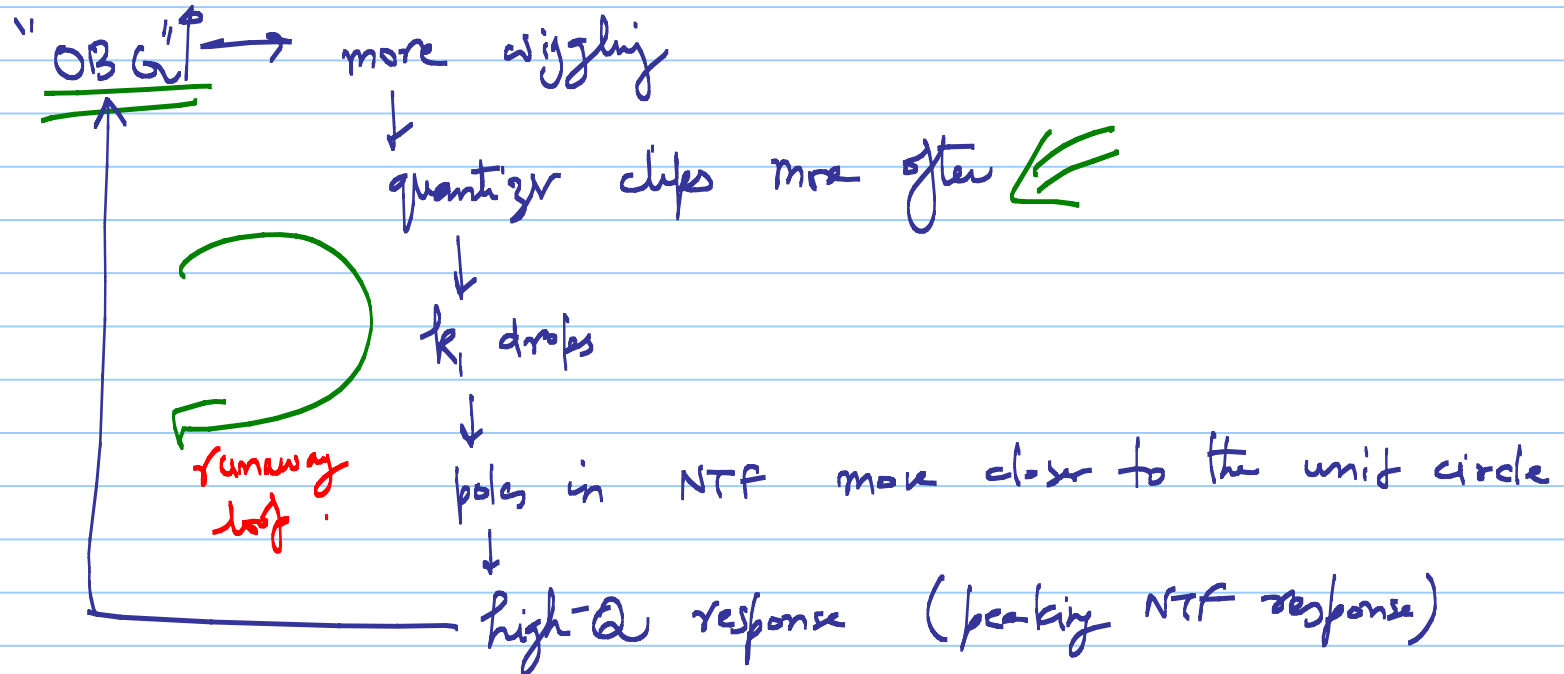 "OBG"↑ → more wiggling
↓
quantizr clips more often
↓
k₁ drops
↓
runaway
loop.
poles in NTF move closer to the unit circle
↓
high-Q response (peaking NTF response)